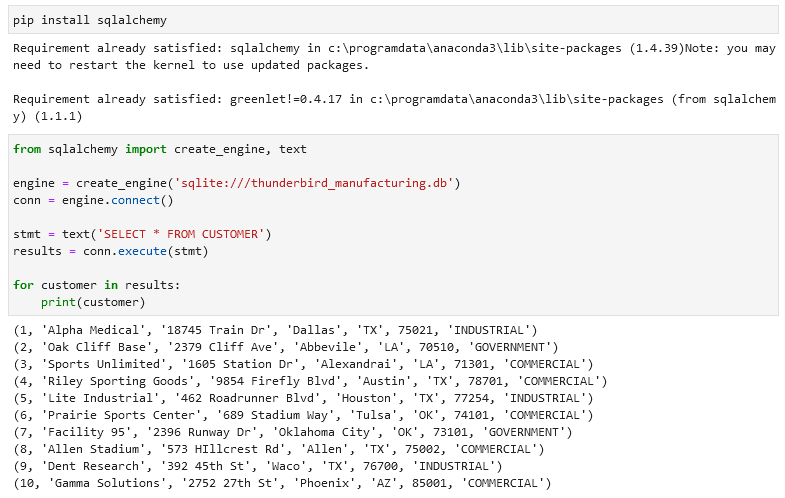 pip install sqlalchemy
Requirement already satisfied: sqlalchemy in c:\programdata\anaconda3\lib\site-packages (1.4.39)Note: you may
need to restart the kernel to use updated packages.
Requirement already satisfied: greenlet!=0.4.17 in c:\programdata\anaconda3\lib\site-packages (from sqlalchem
y) (1.1.1)
from sqlalchemy import create_engine, text
engine = create_engine('sqlite:///thunderbird_manufacturing.db')
conn = engine.connect()
stmt = text('SELECT * FROM CUSTOMER')
results = conn.execute(stmt)
for customer in results:
    print(customer)
(1, 'Alpha Medical', '18745 Train Dr', 'Dallas', 'TX', 75021, 'INDUSTRIAL')
(2, 'Oak Cliff Base', '2379 Cliff Ave', 'Abbevile', 'LA', 70510, 'GOVERNMENT')
(3, 'Sports Unlimited', '1605 Station Dr', 'Alexandrai', 'LA', 71301, 'COMMERCIAL')
(4, 'Riley Sporting Goods', '9854 Firefly Blvd', 'Austin', 'TX', 78701, 'COMMERCIAL')
(5, 'Lite Industrial', '462 Roadrunner Blvd', 'Houston', 'TX', 77254, 'INDUSTRIAL')
(6, 'Prairie Sports Center', '689 Stadium Way', 'Tulsa', 'OK', 74101, 'COMMERCIAL')
(7, 'Facility 95', '2396 Runway Dr', 'Oklahoma City', 'OK', 73101, 'GOVERNMENT')
(8, 'Allen Stadium', '573 HIllcrest Rd', 'Allen', 'TX', 75002, 'COMMERCIAL')
(9, 'Dent Research', '392 45th St', 'Waco', 'TX', 76700, 'INDUSTRIAL')
(10, 'Gamma Solutions', '2752 27th St', 'Phoenix', 'AZ', 85001, 'COMMERCIAL')